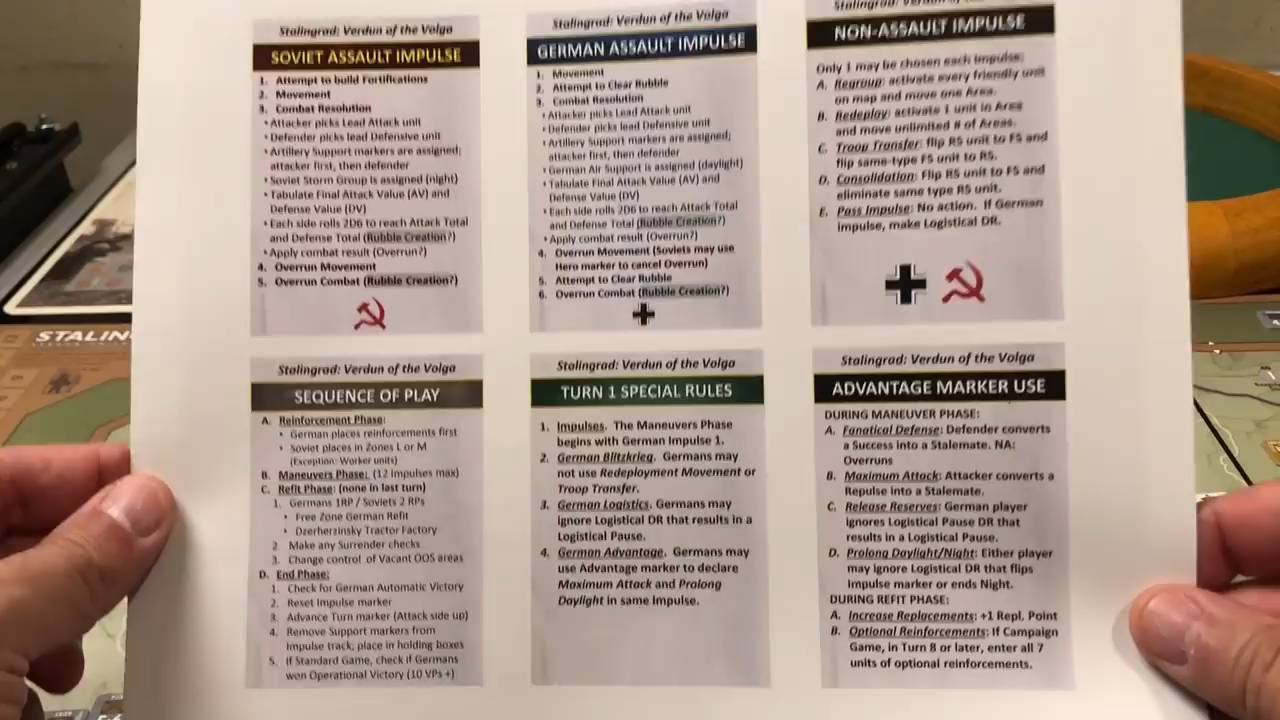 Stalingrad: Verdun of the Volga
SOVIET ASSAULT IMPULSE
1. Attempt to build Fortifications
2. Movement
3. Combat Resolution
• Attacker picks Lead Attack unit
• Defender picks lead Defensive unit
• Artillery Support markers are assigned;
attacker first, then defender
• Soviet Storm Group is assigned (night)
• Tabulate Final Attack Value (AV) and
Defense Value (DV)
• Each side rolls 2D6 to reach Attack Total
and Defense Total (Rubble Creation?)
• Apply combat result (Overrun?)
4. Overrun Movement
5. Overrun Combat (Rubble Creation?)
Stalingrad: Verdun of the Volga
GERMAN ASSAULT IMPULSE
1. Movement
2. Attempt to Clear Rubble
3. Combat Resolution
• Attacker picks Lead Attack unit
• Defender picks lead Defensive unit
• Artillery Support markers are assigned;
attacker first, then defender
• German Air Support is assigned (daylight)
• Tabulate Final Attack Value (AV) and
Defense Value (DV)
• Each side rolls 2D6 to reach Attack Total
and Defense Total (Rubble Creation?)
• Apply combat result (Overrun?)
4. Overrun Movement (Soviets may use
Hero marker to cancel Overrun)
5. Attempt to Clear Rubble
6. Overrun Combat (Rubble Creation?)
Stalingrad: Verdun of the Volga
NON-ASSAULT IMPULSE
Only 1 may be chosen each Impulse:
A. Regroup: activate every friendly unit
on map and move one Area.
B. Redeploy: activate 1 unit in Area
and move unlimited # of Areas.
C. Troop Transfer: flip RS unit to FS and
flip same-type FS unit to RS.
D. Consolidation: Flip RS unit to FS and
eliminate same type RS unit.
E. Pass Impulse: No action. If German
Impulse, make Logistical DR.
STALIN
Stalingrad: Verdun of the Volga
SEQUENCE OF PLAY
A. Reinforcement Phase:
• German places reinforcements first
• Soviet places in Zones L or M
(Exception: Worker units)
B. Maneuvers Phase: (12 Impulses max)
C. Refit Phase: (none in last turn)
1. Germans 1RP / Soviets 2 RPs
• Free Zone German Refit
• Dzerherzinsky Tractor Factory
2. Make any Surrender checks
3. Change control of Vacant OOS areas
D. End Phase:
1. Check for German Automatic Victory
2. Reset Impulse marker
3. Advance Turn marker (Attack side up)
4. Remove Support markers from
Impulse track, place in holding boxes
5. If Standard Game, check if Germans
won Operational Victory (10 VPs +)
Stalingrad: Verdun of the Volga
TURN 1 SPECIAL RULES
1. Impulses. The Maneuvers Phase
begins with German Impulse 1.
2. German Blitzkrieg. Germans may
not use Redeployment Movement or
Troop Transfer.
3. German Logistics. Germans may
ignore Logistical DR that results in a
Logistical Pause.
4. German Advantage. Germans may
use Advantage marker to declare
Maximum Attack and Prolong
Daylight in same Impulse.
Stalingrad: Verdun of the Volga
ADVANTAGE MARKER USE
DURING MANEUVER PHASE:
A. Fanatical Defense: Defender converts
a Success into a Stalemate. NA:
Overruns
B. Maximum Attack: Attacker converts a
Repulse into a Stalemate.
C. Release Reserves: German player
ignores Logistical Pause DR that
results in a Logistical Pause.
D. Prolong Daylight/Night: Either player
may ignore Logistical DR that flips
Impulse marker or ends Night.
DURING REFIT PHASE:
A. Increase Replacements: +1 Repl. Point
B. Optional Reinforcements: If Campaign
Game, in Turn 8 or later, enter all 7
units of optional reinforcements.